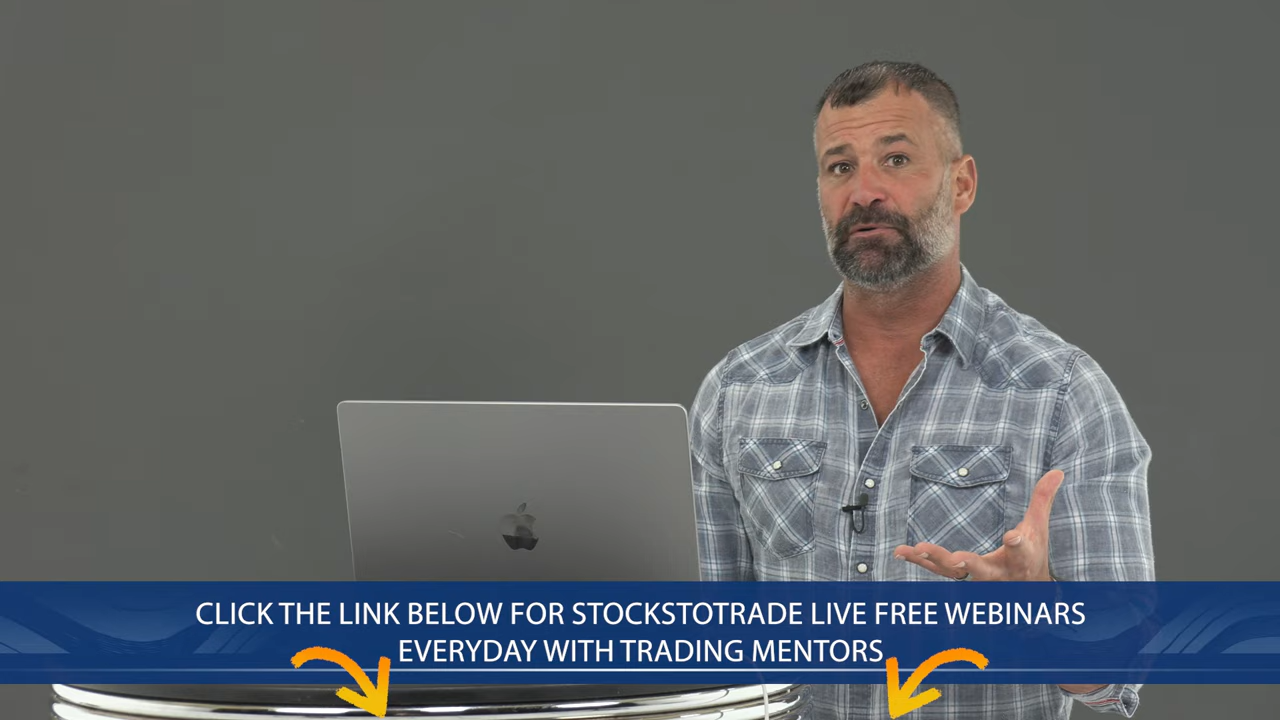 CLICK THE LINK BELOW FOR STOCKSTOTRADE LIVE FREE WEBINARS
EVERYDAY WITH TRADING MENTORS